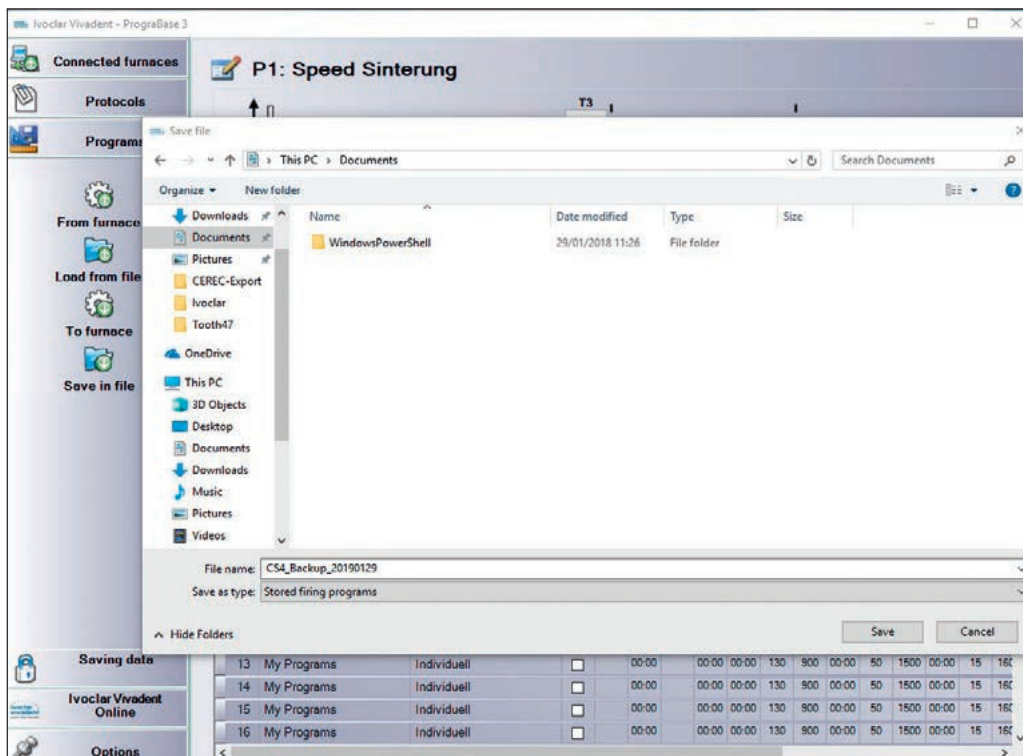 Ivoclar Vivadent - PrograBase 3
Connected furnaces
P1: Speed Sinterung
Protocols
T3
Programs
Save file
This PC > Documents
Search Documents
Organize
New folder
Downloads
Name
Date modified
Type
Size
Documents
WindowsPowerShell
29/01/2018 11:26
File folder
Pictures
From furnace
CEREC-Export
Load from file
Ivoclar
Tooth47
To furnace
OneDrive
Save in file
This PC
3D Objects
Desktop
Documents
Downloads
Music
Pictures
Videos
File name: CS4_Backup_20190129
Save as type: Stored firing programs
Hide Folders
Save
Cancel
Saving data
13 My Programs Individuell 00:00 00:00 00:00 130 900 00:00 50 1500 00:00 15 160
14 My Programs Individuell 00:00 00:00 00:00 130 900 00:00 50 1500 00:00 15 160
Ivoclar Vivadent
Online
15 My Programs Individuell 00:00 00:00 00:00 130 900 00:00 50 1500 00:00 15 160
16 My Programs Individuell 00:00 00:00 00:00 130 900 00:00 50 1500 00:00 15 160
Options